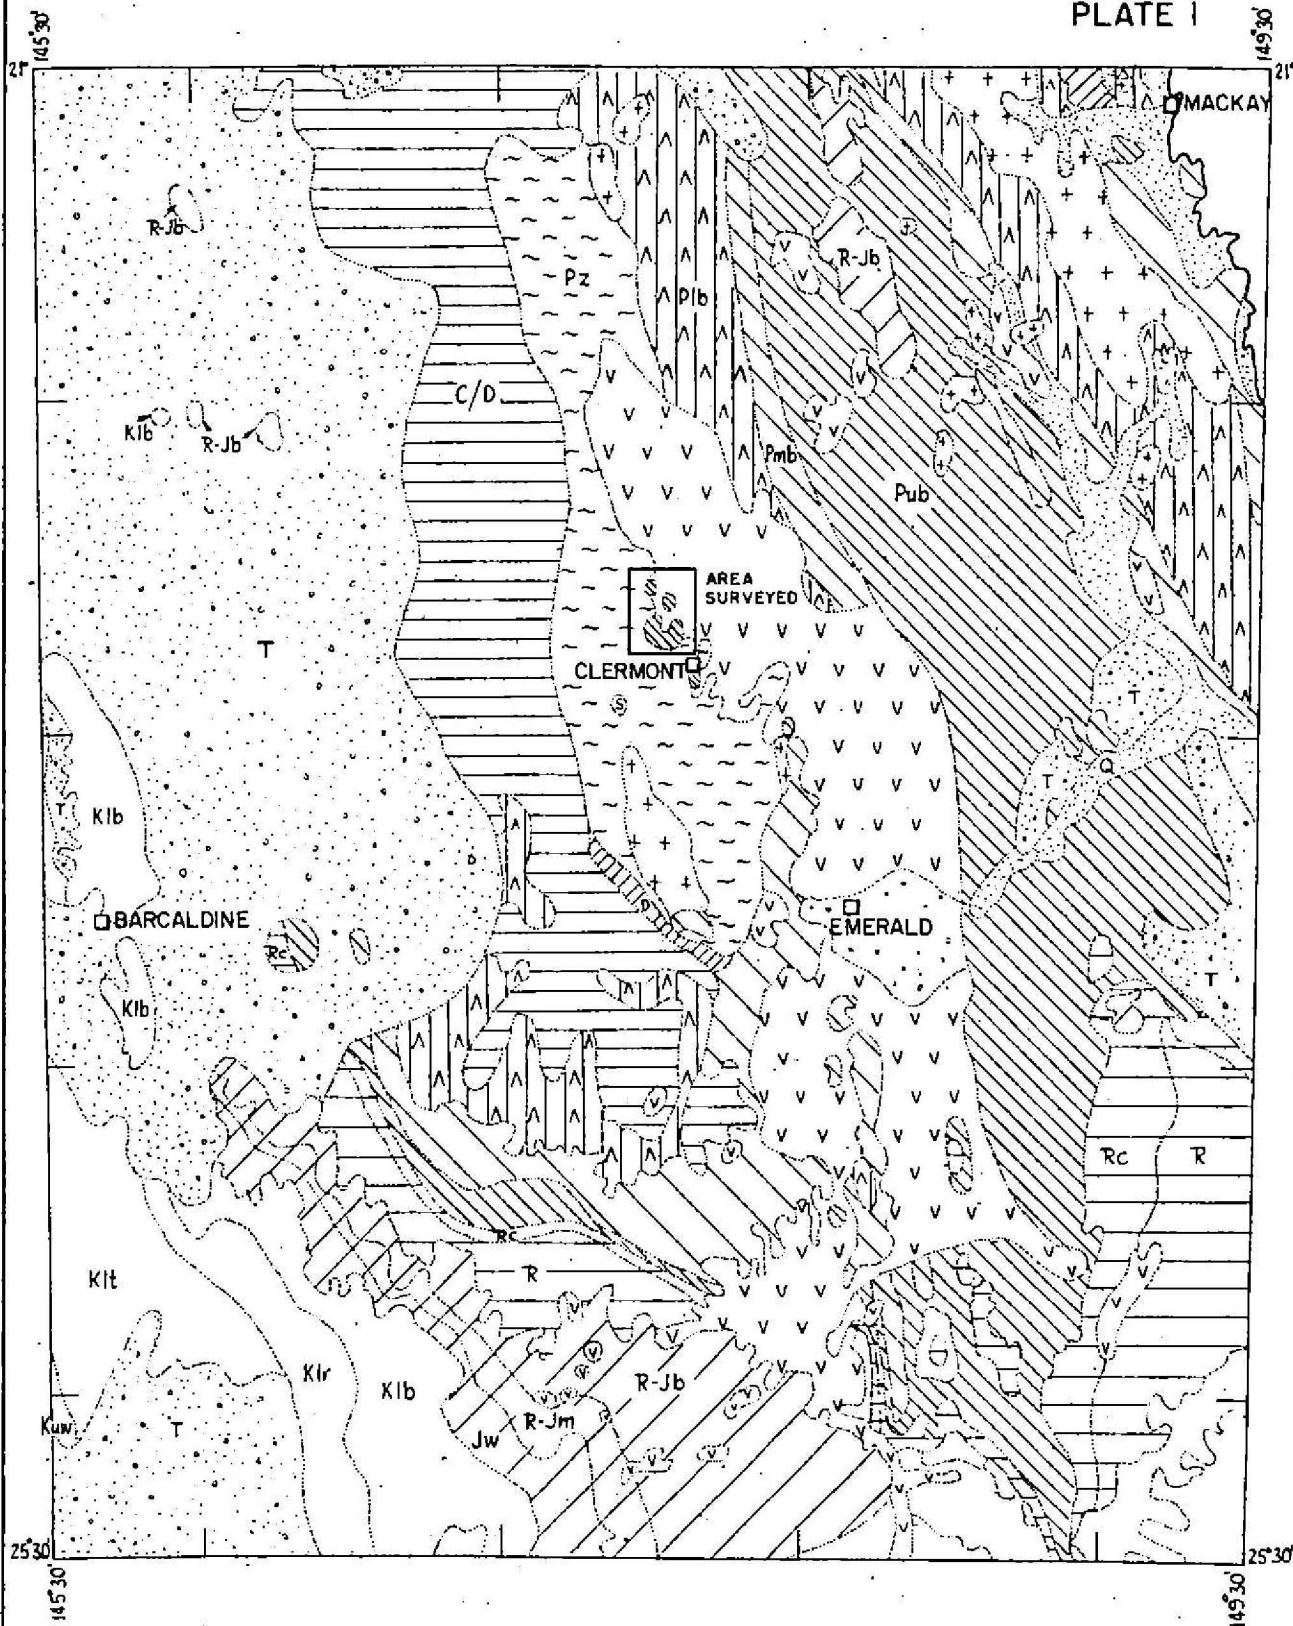 PLATE 1
145°30'
149°30'
21°
21°
MACKAY
R-Jb
Pz
R-Jb
Plb
C/D
Klb
R-Jb
Pmb
Pub
AREA
SURVEYED
T
CLERMONT
S
T
Q
T
T
Klb
D
BARCALDINE
EMERALD
Rc
T
Klb
Rc
R
Rc
Klt
R
Klr
Klb
R-Jb
R-Jm
Kuw
T
Jw
25°30'
25°30'
145°30'
149°30'